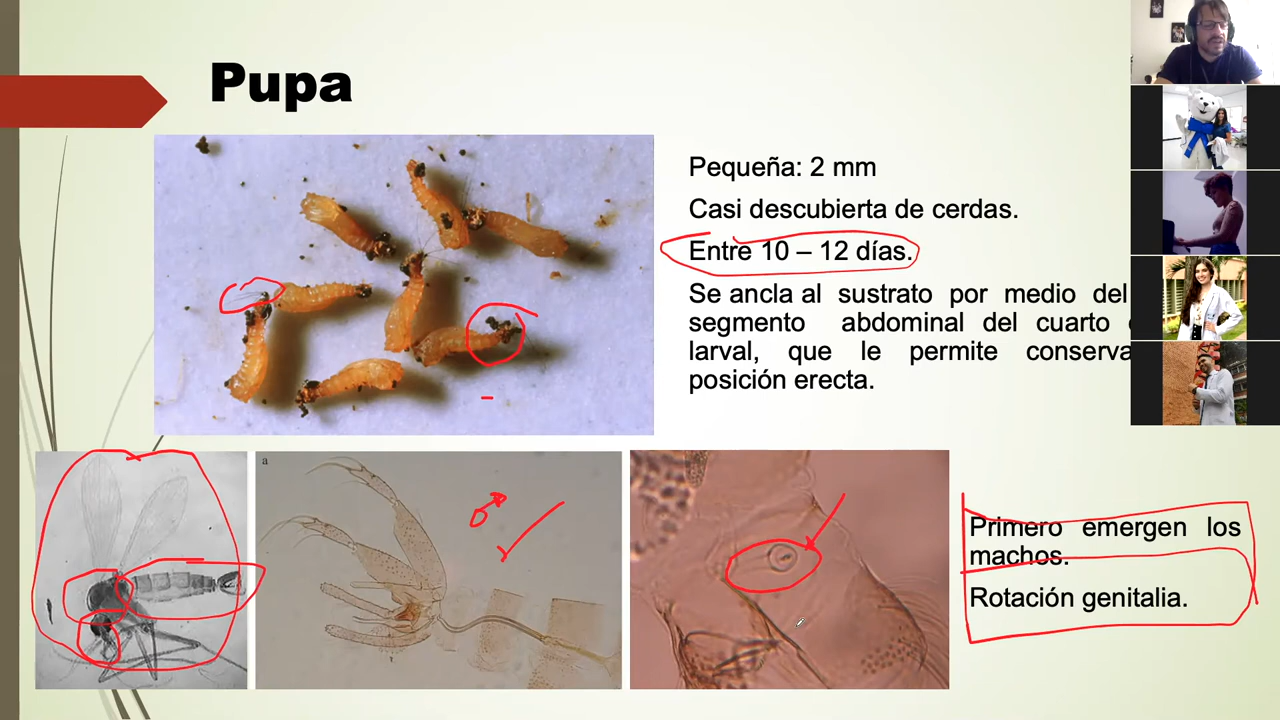 Pupa
Pequeña: 2 mm
Casi descubierta de cerdas.
Entre 10 – 12 días.
Se ancla al sustrato por medio del
segmento abdominal del cuarto
larval, que le permite conserva
posición erecta.
a
Primero emergen los
machos.
Rotación genitalia.